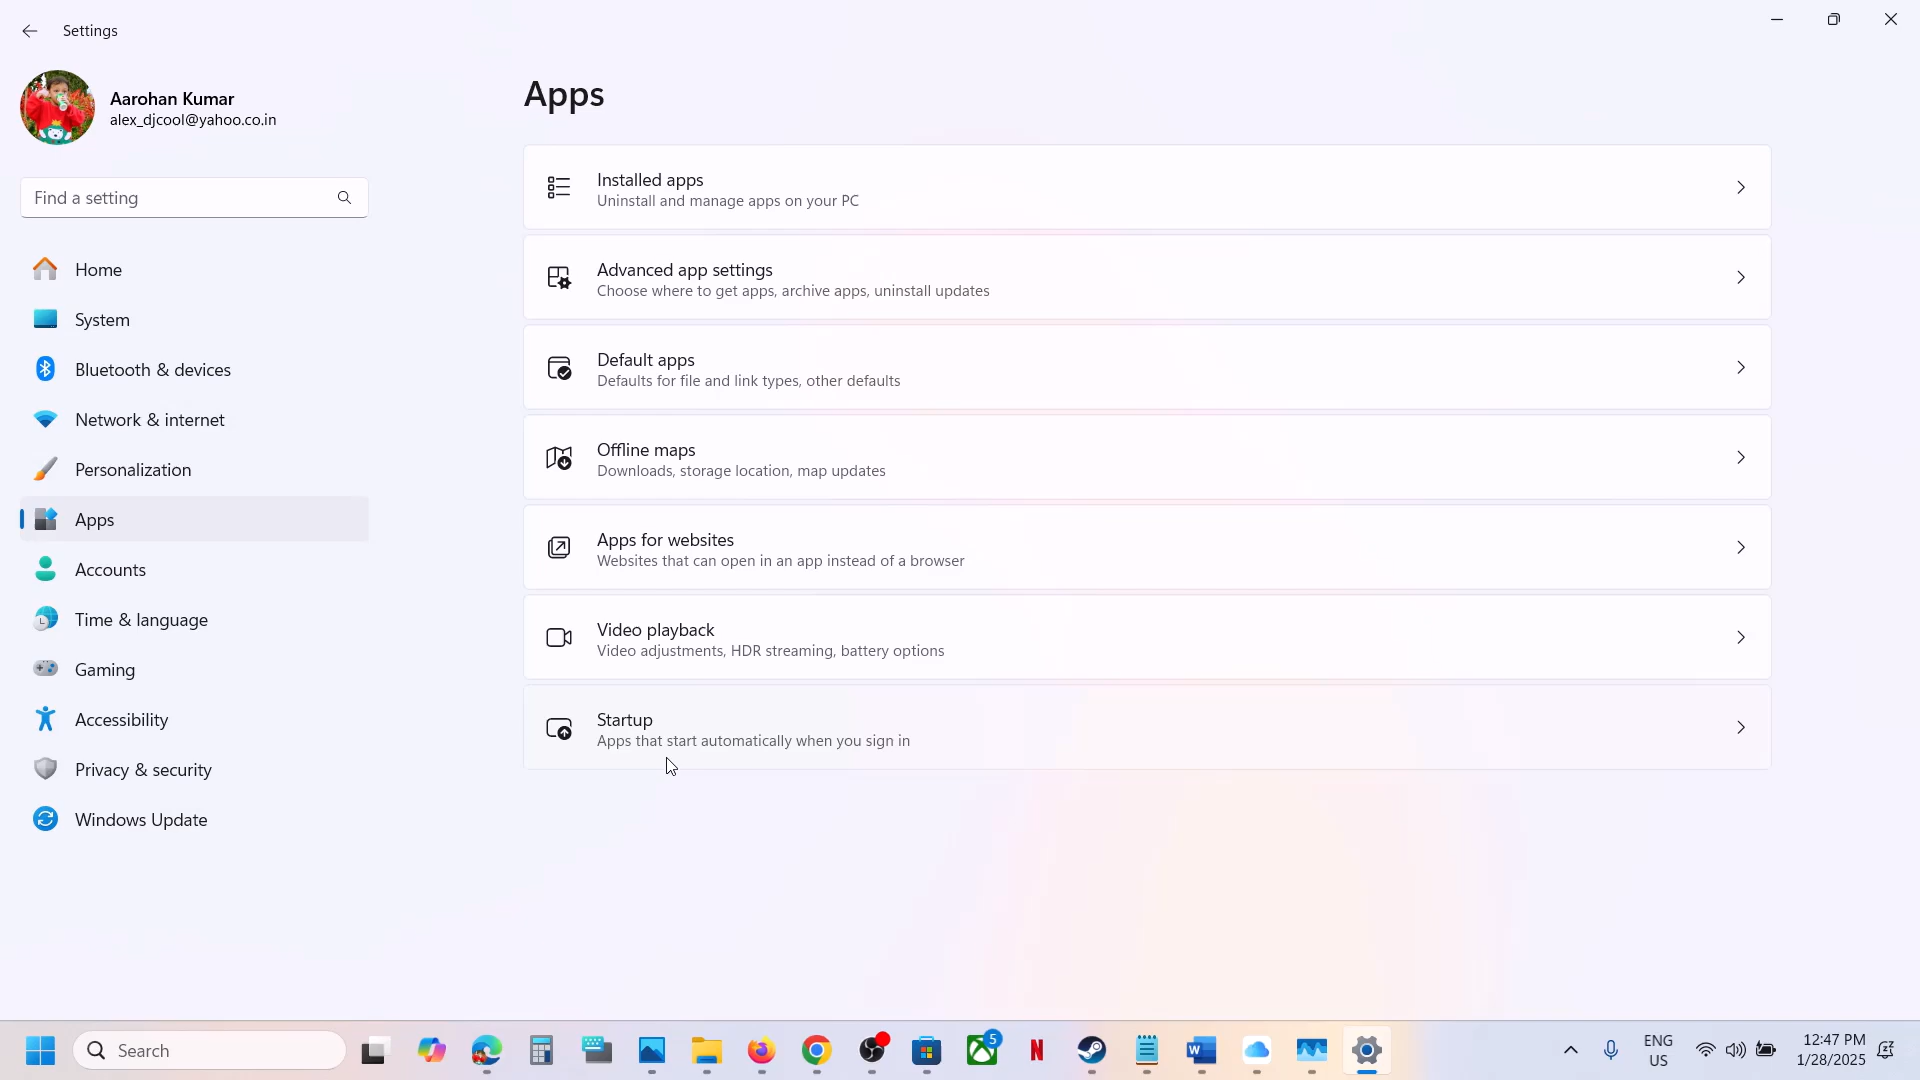 Settings
Aarohan Kumar
alex_djcool@yahoo.co.in
Find a setting
Home
System
Bluetooth & devices
Network & internet
Personalization
Apps
Accounts
Time & language
Gaming
Accessibility
Privacy & security
Windows Update
Apps
Installed apps
Uninstall and manage apps on your PC
Advanced app settings
Choose where to get apps, archive apps, uninstall updates
Default apps
Defaults for file and link types, other defaults
Offline maps
Downloads, storage location, map updates
Apps for websites
Websites that can open in an app instead of a browser
Video playback
Video adjustments, HDR streaming, battery options
Startup
Apps that start automatically when you sign in
Search
5
N
W
ENG
US
12:47 PM
1/28/2025